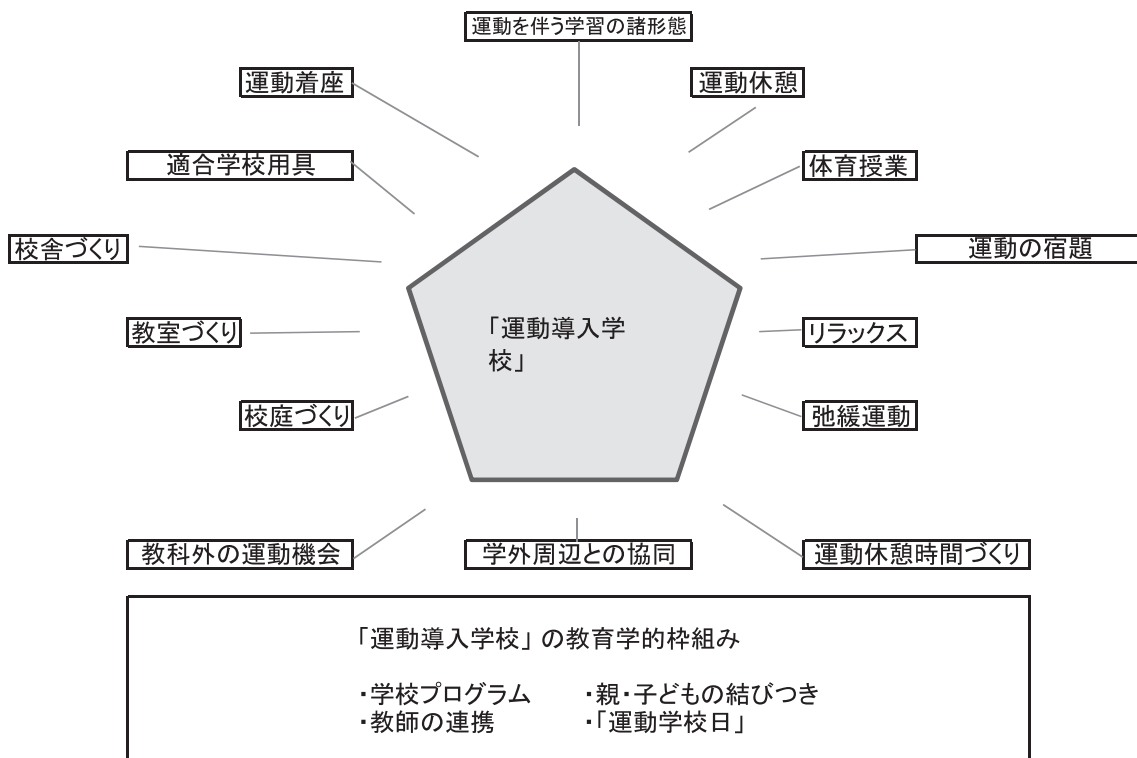 運動を伴う学習の諸形態
運動着座
運動休憩
適合学校用具
体育授業
校舎づくり
運動の宿題
「運動導入学
校」
教室づくり
リラックス
校庭づくり
弛緩運動
教科外の運動機会
学外周辺との協同
運動休憩時間づくり
「運動導入学校」の教育学的枠組み
・学校プログラム ・親・子どもの結びつき
・教師の連携 ・「運動学校日」